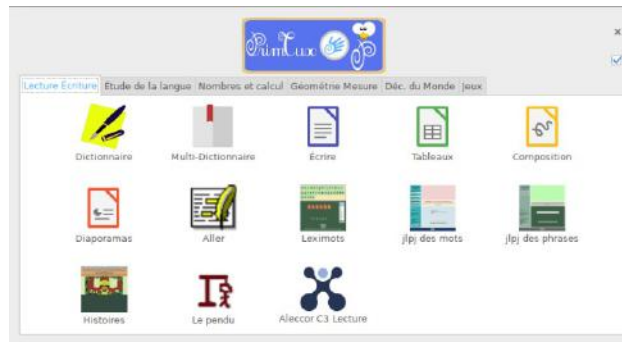 PrimTux
Lecture Écriture Étude de la langue Nombres et calcul Géométrie Mesure Déc. du Monde Jeux
Dictionnaire Multi-Dictionnaire Écrire Tableaux Composition
Diaporamas Aller Leximots jlpj des mots jlpj des phrases
Histoires Le pendu Aleccor C3 Lecture